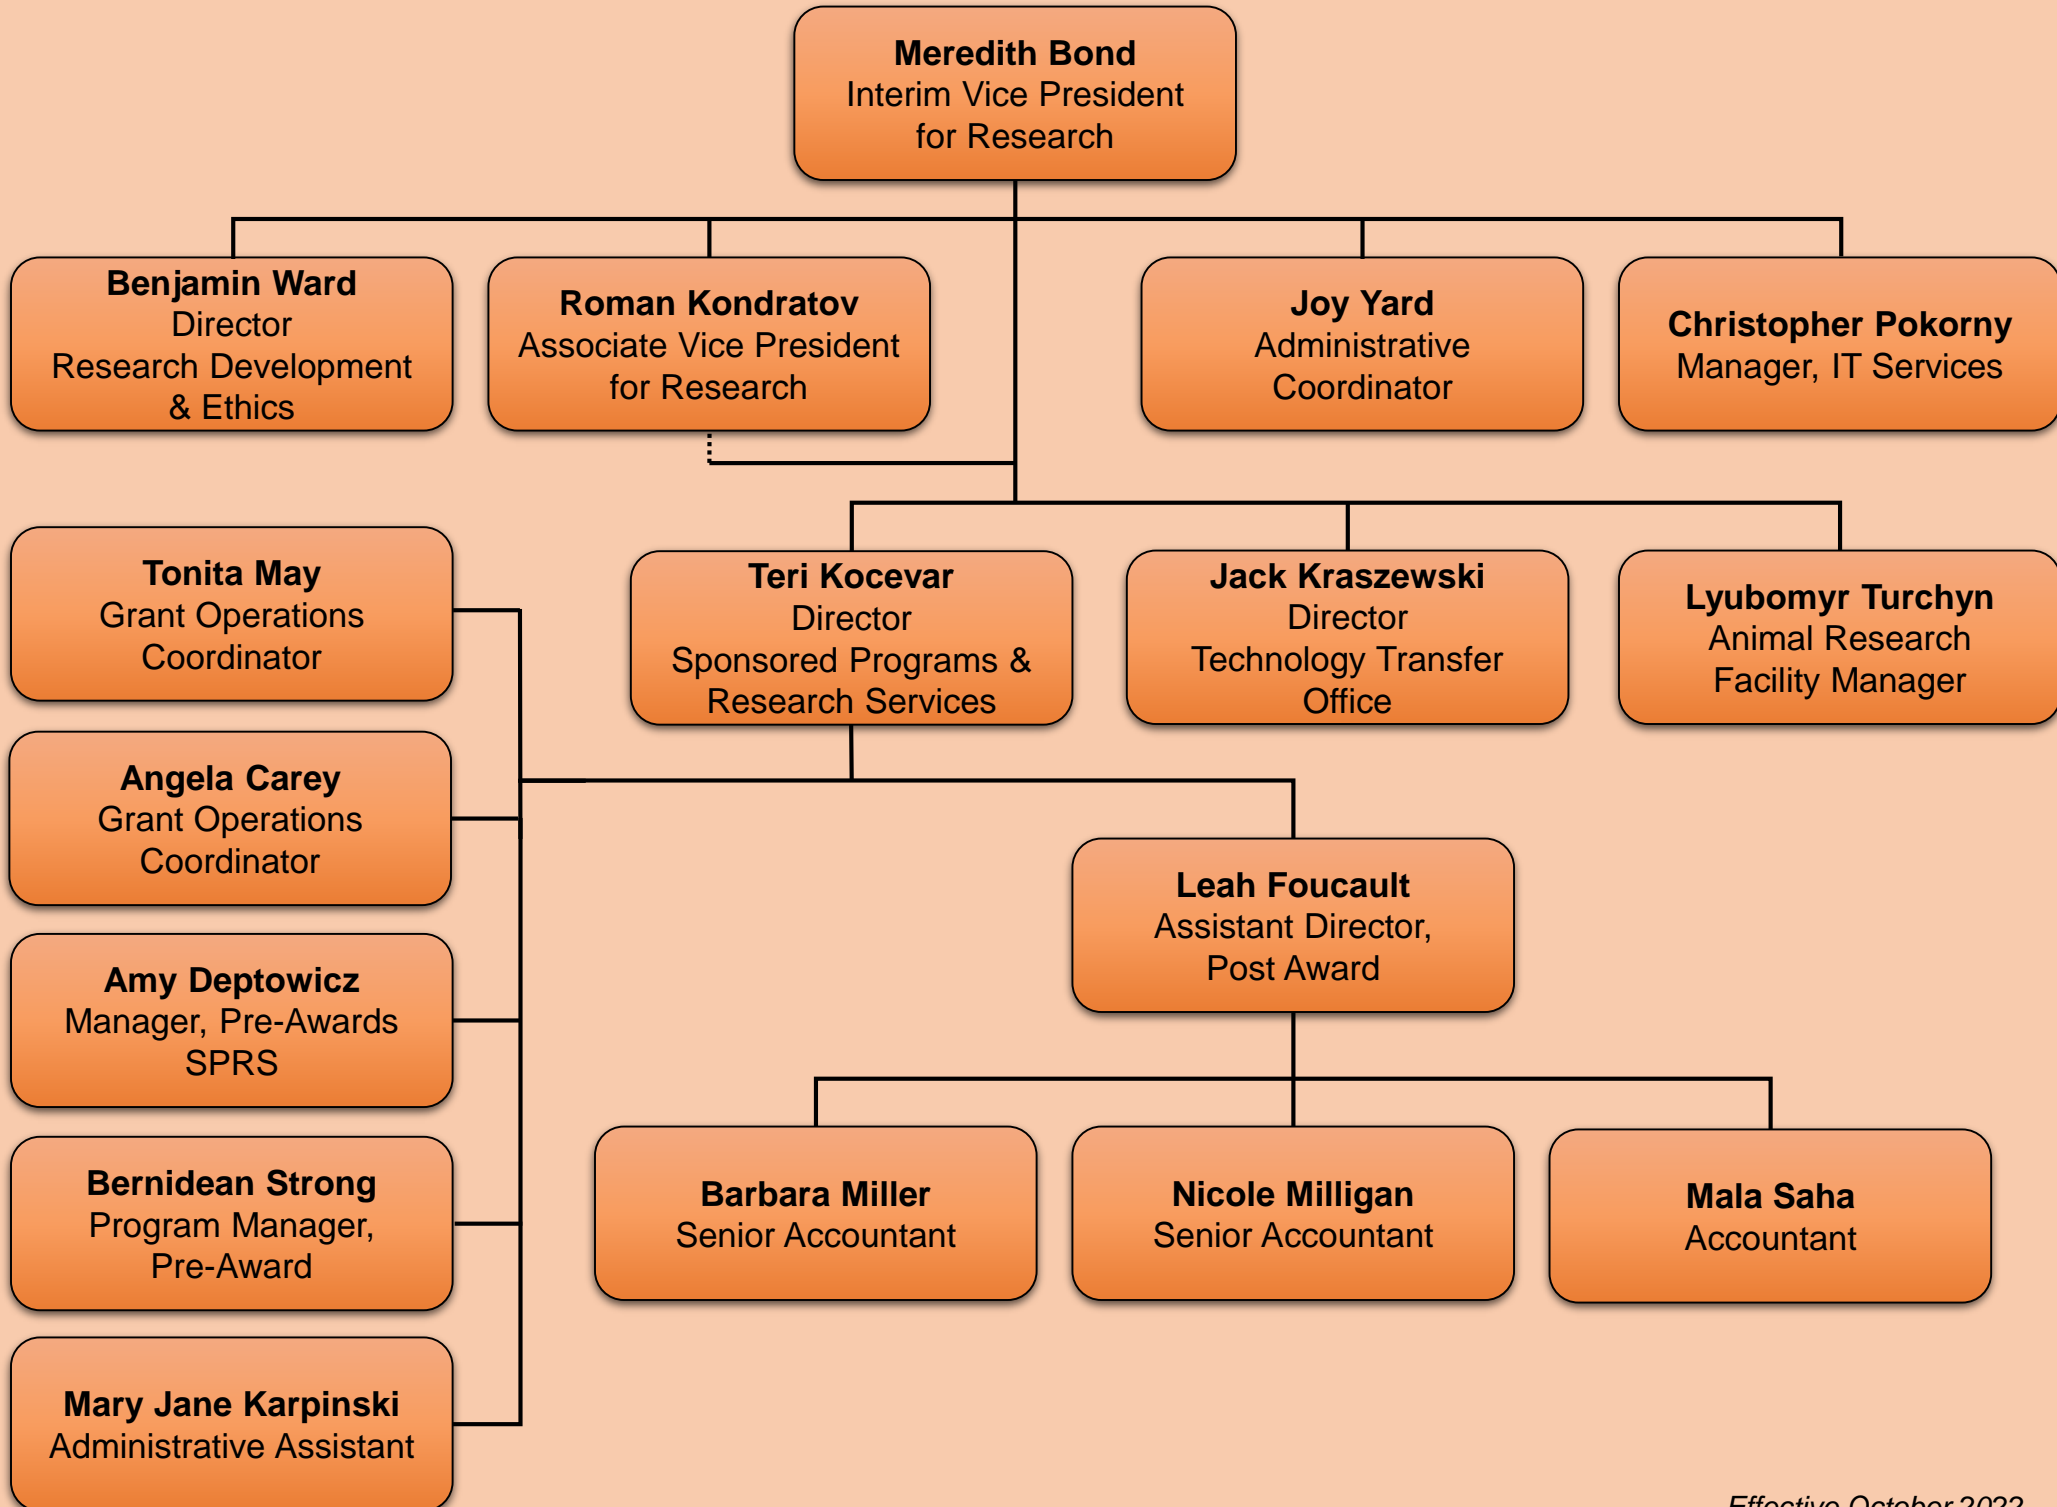 Meredith Bond
Interim Vice President
for Research
Benjamin Ward
Director
Research Development
& Ethics
Roman Kondratov
Associate Vice President
for Research
Joy Yard
Administrative
Coordinator
Christopher Pokorny
Manager, IT Services
Tonita May
Grant Operations
Coordinator
Teri Kocevar
Director
Sponsored Programs &
Research Services
Jack Kraszewski
Director
Technology Transfer
Office
Lyubomyr Turchyn
Animal Research
Facility Manager
Angela Carey
Grant Operations
Coordinator
Leah Foucault
Assistant Director,
Post Award
Amy Deptowicz
Manager, Pre-Awards
SPRS
Bernidean Strong
Program Manager,
Pre-Award
Barbara Miller
Senior Accountant
Nicole Milligan
Senior Accountant
Mala Saha
Accountant
Mary Jane Karpinski
Administrative Assistant
Effective October 2022